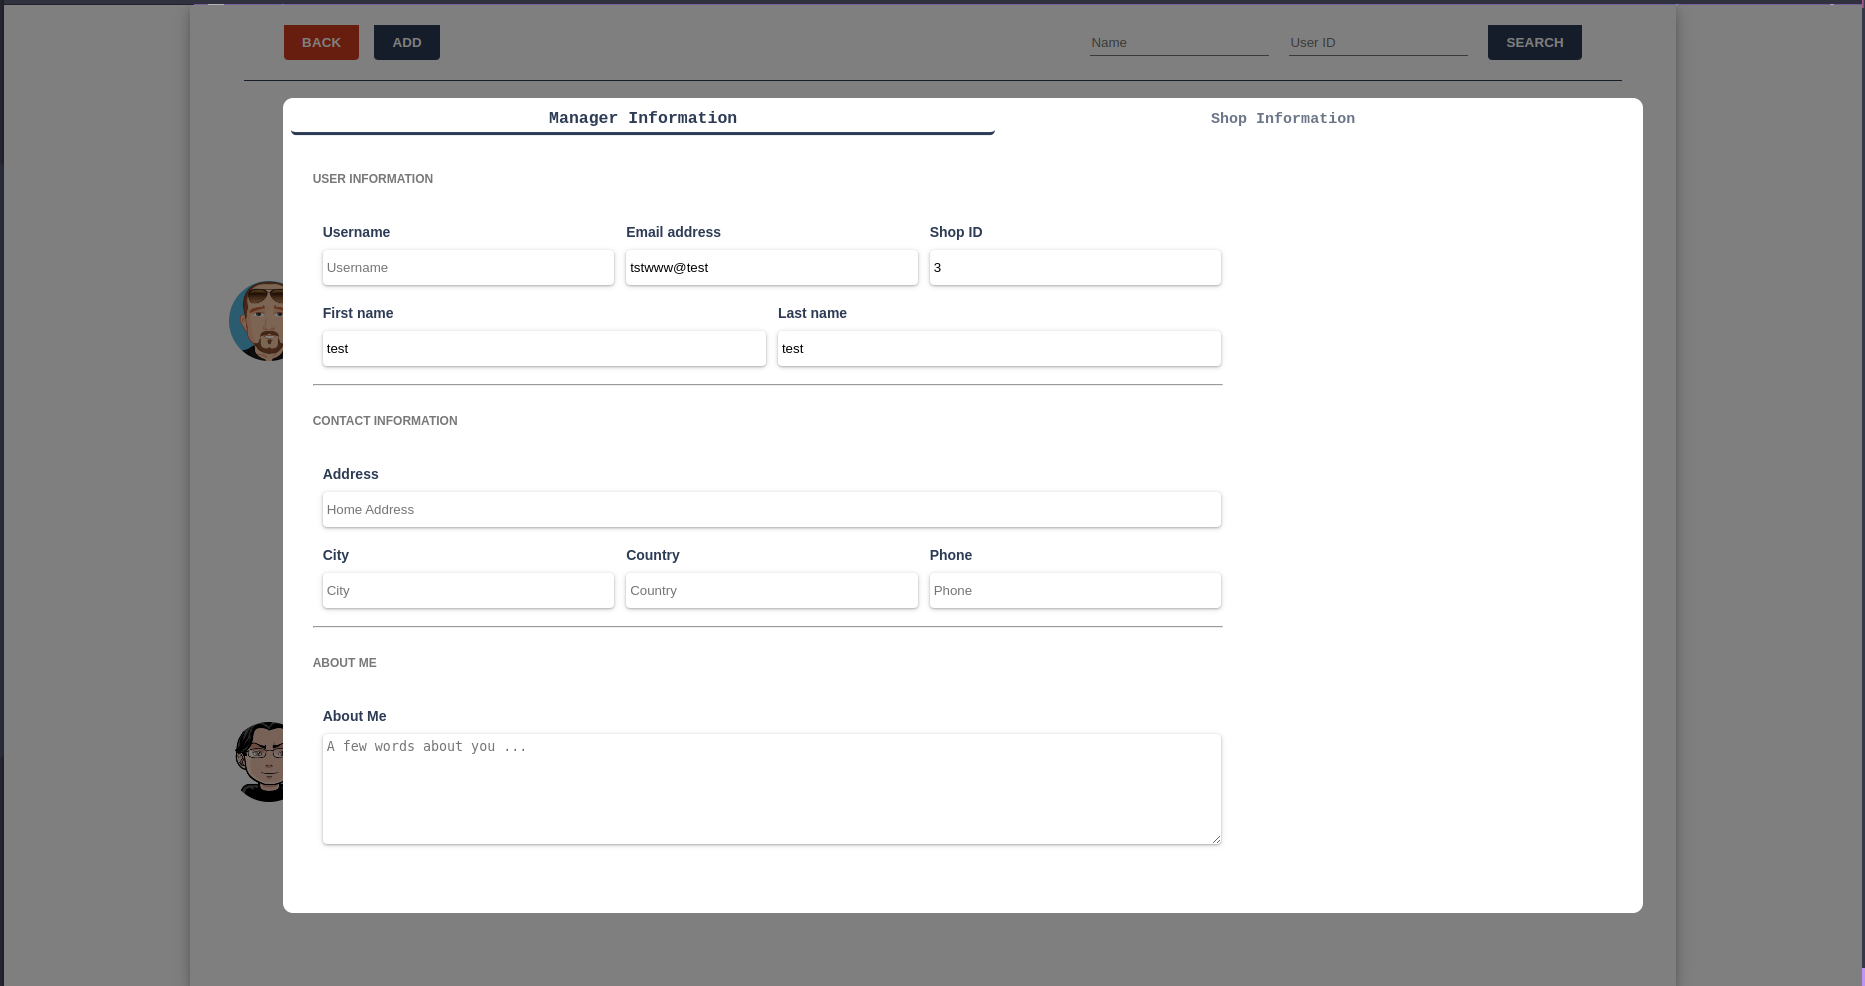 BACK ADD Name User ID SEARCH
Manager Information Shop Information
USER INFORMATION
Username Email address Shop ID
Username tstwww@test 3
First name Last name
test test
CONTACT INFORMATION
Address
Home Address
City Country Phone
City Country Phone
ABOUT ME
About Me
A few words about you ...